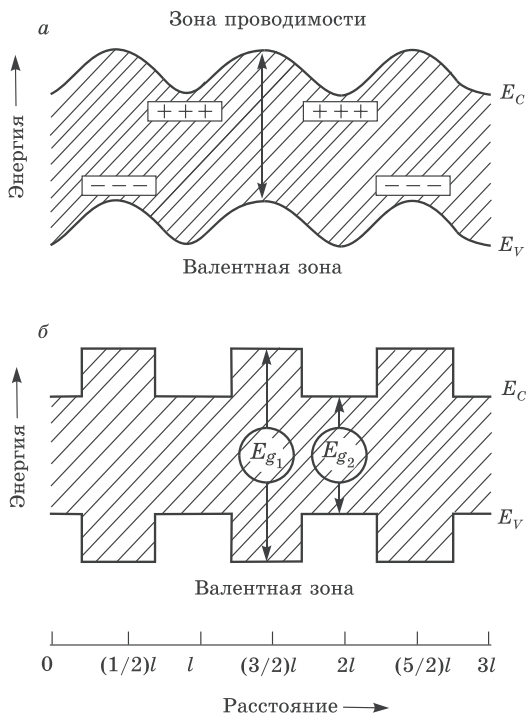 а
Зона проводимости
E_C
+ + +
+ + +
Энергия
– – –
– – –
E_V
Валентная зона
б
E_C
Энергия
E_g1
E_g2
E_V
Валентная зона
0 (1/2)l l (3/2)l 2l (5/2)l 3l
Расстояние